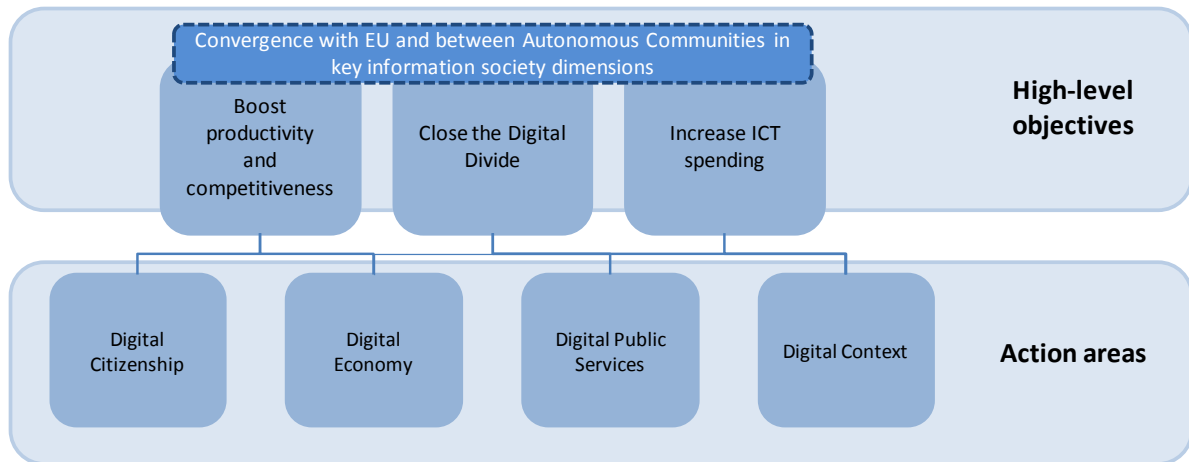 Convergence with EU and between Autonomous Communities in
key information society dimensions
Boost
productivity
and
competitiveness
Close the Digital
Divide
Increase ICT
spending
High-level
objectives
Digital
Citizenship
Digital
Economy
Digital Public
Services
Digital Context
Action areas